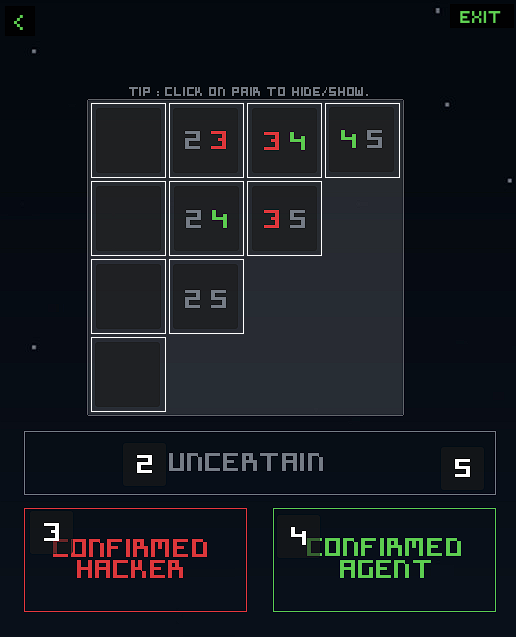 <
EXIT
TIP : CLICK ON PAIR TO HIDE/SHOW.
2 3 3 4 4 5
2 4 3 5
2 5
2 UNCERTAIN 5
3 CONFIRMED
HACKER
4 CONFIRMED
AGENT